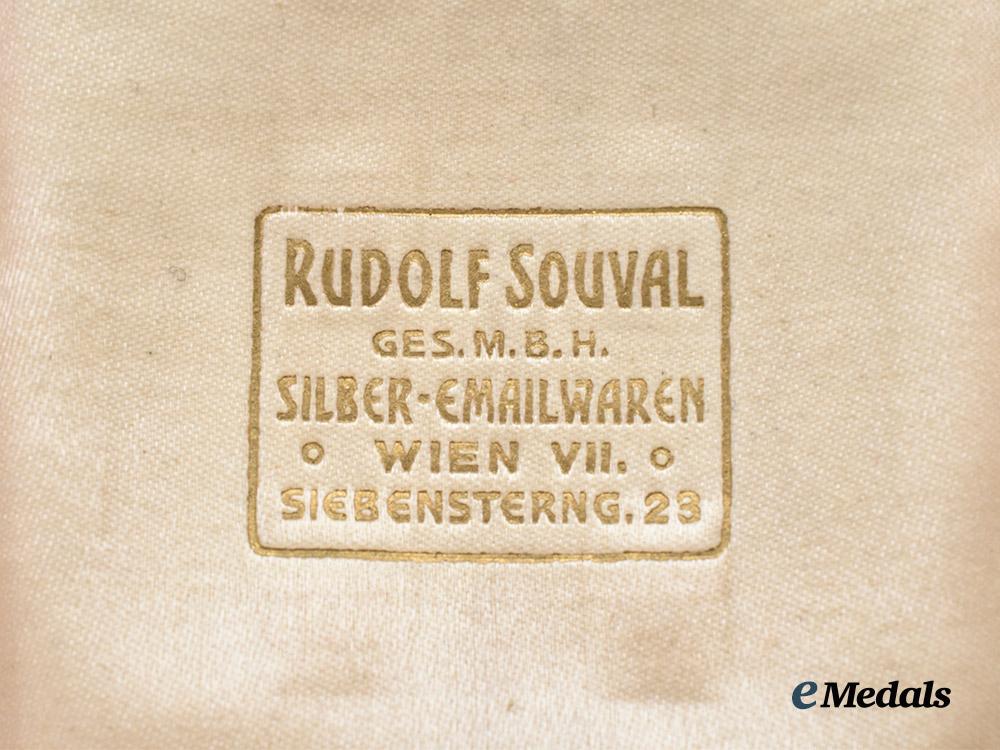 RUDOLF SOUVAL
GES. M. B. H.
SILBER-EMAILWAREN
WIEN VII.
SIEBENSTERNG. 23
eMedals